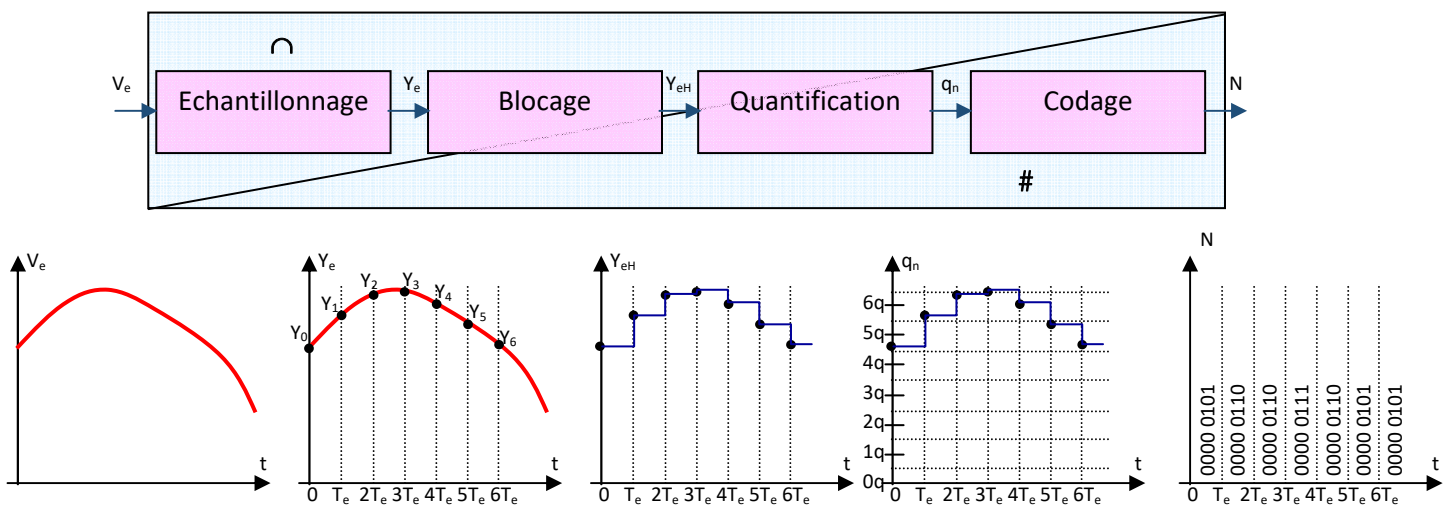 ∩
Ve Echantillonnage Ye Blocage YeH Quantification qn Codage N
#
Ve
t
Ye
Y0
Y1
Y2
Y3
Y4
Y5
Y6
t
0 Te 2Te 3Te 4Te 5Te 6Te
YeH
t
0 Te 2Te 3Te 4Te 5Te 6Te
qn
6q
5q
4q
3q
2q
1q
0q
t
0 Te 2Te 3Te 4Te 5Te 6Te
N
0000 0101
0000 0110
0000 0110
0000 0111
0000 0110
0000 0101
0000 0101
t
0 Te 2Te 3Te 4Te 5Te 6Te